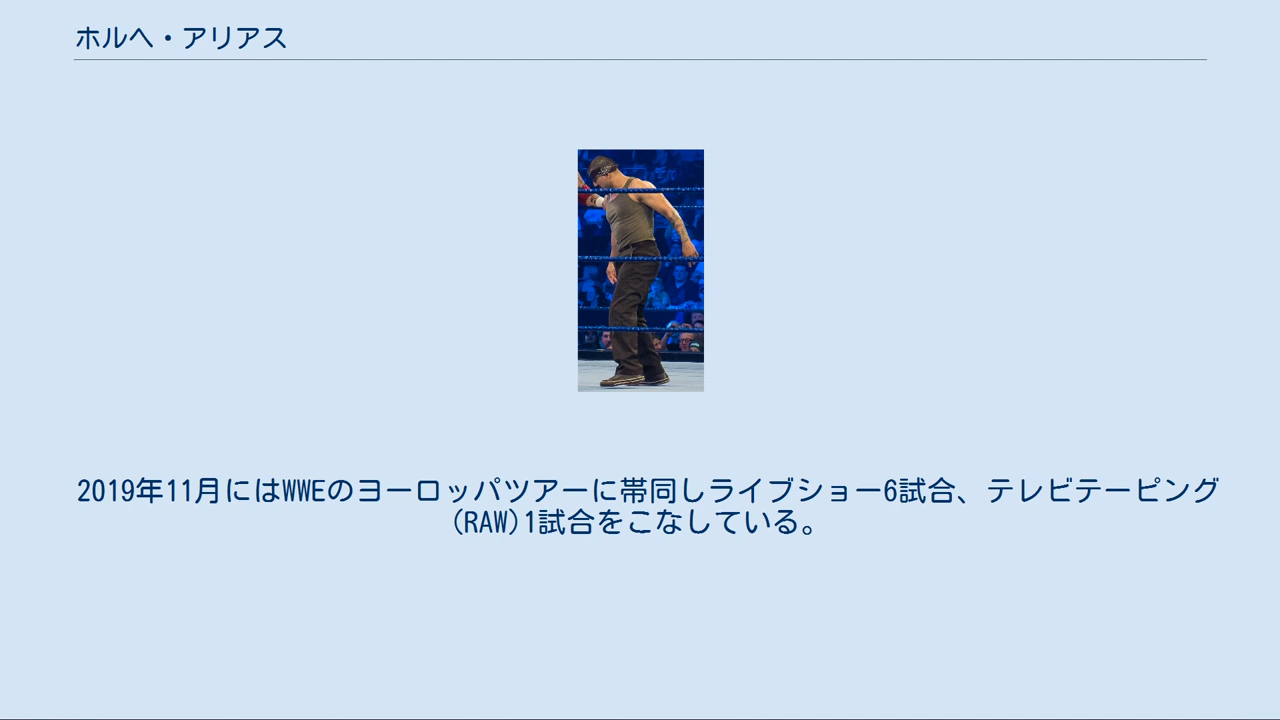 ホルヘ・アリアス
2019年11月にはWWEのヨーロッパツアーに帯同しライブショー6試合、テレビテーピング
(RAW)1試合をこなしている。